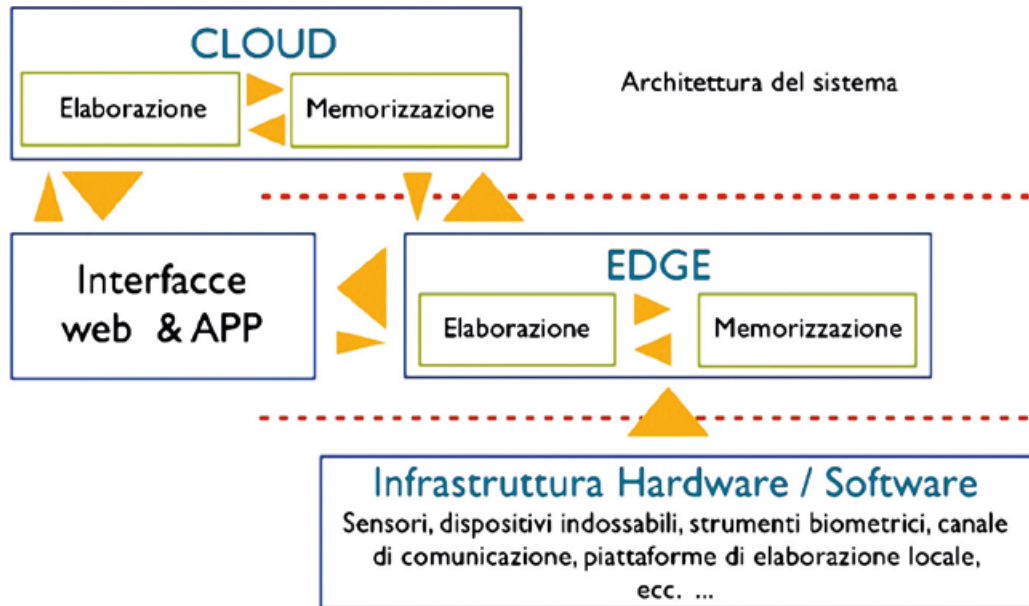 CLOUD
Elaborazione
Memorizzazione
Architettura del sistema
Interfacce
web & APP
EDGE
Elaborazione
Memorizzazione
Infrastruttura Hardware / Software
Sensori, dispositivi indossabili, strumenti biometrici, canale
di comunicazione, piattaforme di elaborazione locale,
ecc. ...